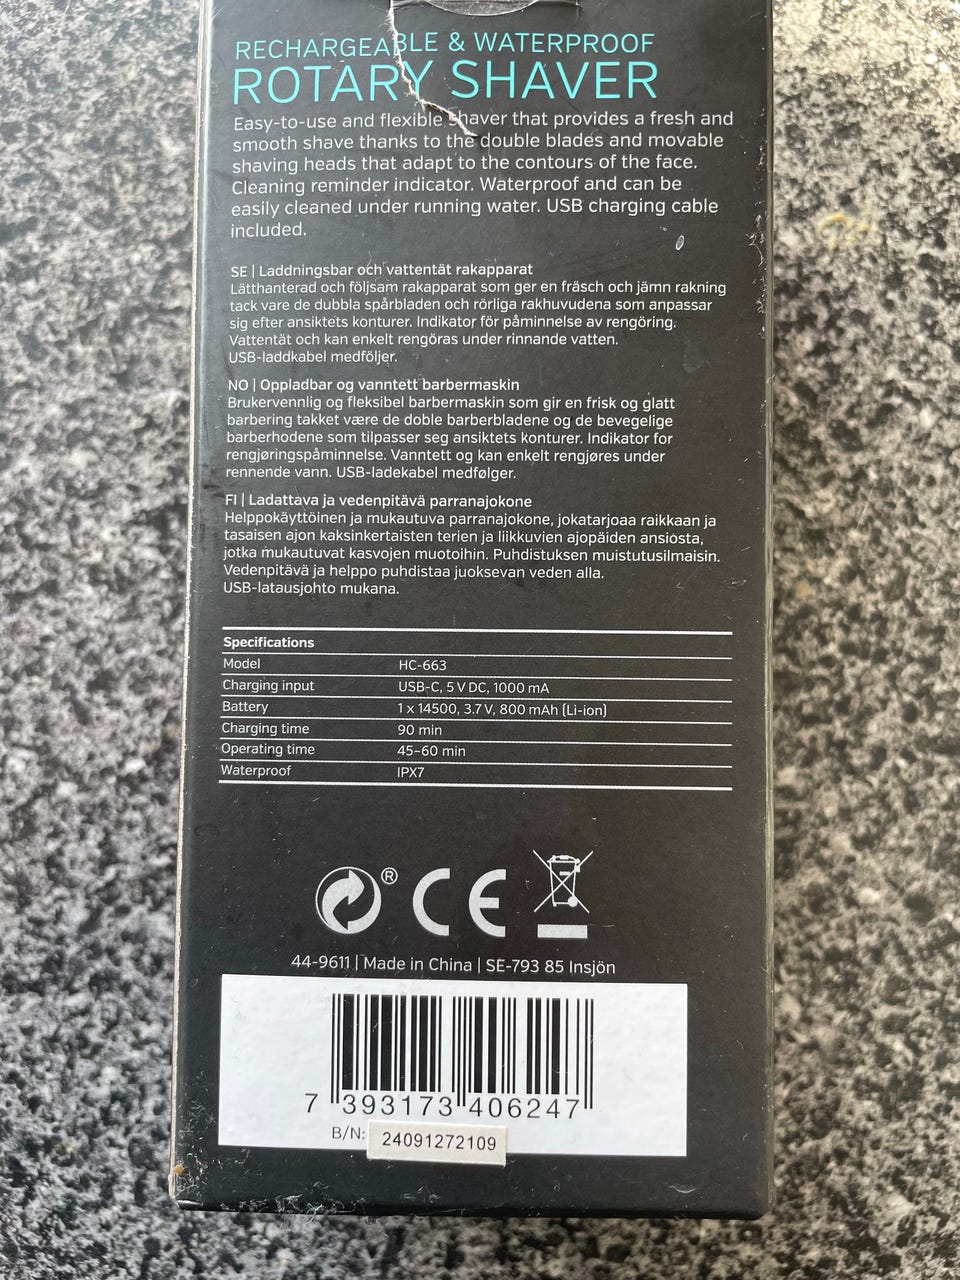 RECHARGEABLE & WATERPROOF
ROTARY SHAVER
Easy-to-use and flexible shaver that provides a fresh and
smooth shave thanks to the double blades and movable
shaving heads that adapt to the contours of the face.
Cleaning reminder indicator. Waterproof and can be
easily cleaned under running water. USB charging cable
included.
SE | Laddningsbar och vattentät rakapparat
Lätthanterad och följsam rakapparat som ger en fräsch och jämn rakning
tack vare de dubbla spårbladen och rörliga rakhuvudena som anpassar
sig efter ansiktets konturer. Indikator för påminnelse av rengöring.
Vattentät och kan enkelt rengöras under rinnande vatten.
USB-laddkabel medföljer.
NO | Oppladbar og vanntett barbermaskin
Brukervennlig og fleksibel barbermaskin som gir en frisk og glatt
barbering takket være de doble barberbladene og de bevegelige
barberhodene som tilpasser seg ansiktets konturer. Indikator for
rengjøringspåminnelse. Vanntett og kan enkelt rengjøres under
rennende vann. USB-ladekabel medfølger.
FI | Ladattava ja vedenpitävä parranajokone
Helppokäyttöinen ja mukautuva parranajokone, jokatarjoaa raikkaan ja
tasaisen ajon kaksinkertaisten terien ja liikkuvien ajopäiden ansiosta,
jotka mukautuvat kasvojen muotoihin. Puhdistuksen muistutusilmaisin.
Vedenpitävä ja helppo puhdistaa juoksevan veden alla.
USB-latausjohto mukana.
Specifications
Model HC-663
Charging input USB-C, 5 V DC, 1000 mA
Battery 1 x 14500, 3.7 V, 800 mAh (Li-ion)
Charging time 90 min
Operating time 45–60 min
Waterproof IPX7
® CE
44-9611 | Made in China | SE-793 85 Insjön
7 393173 406247
B/N: 24091272109